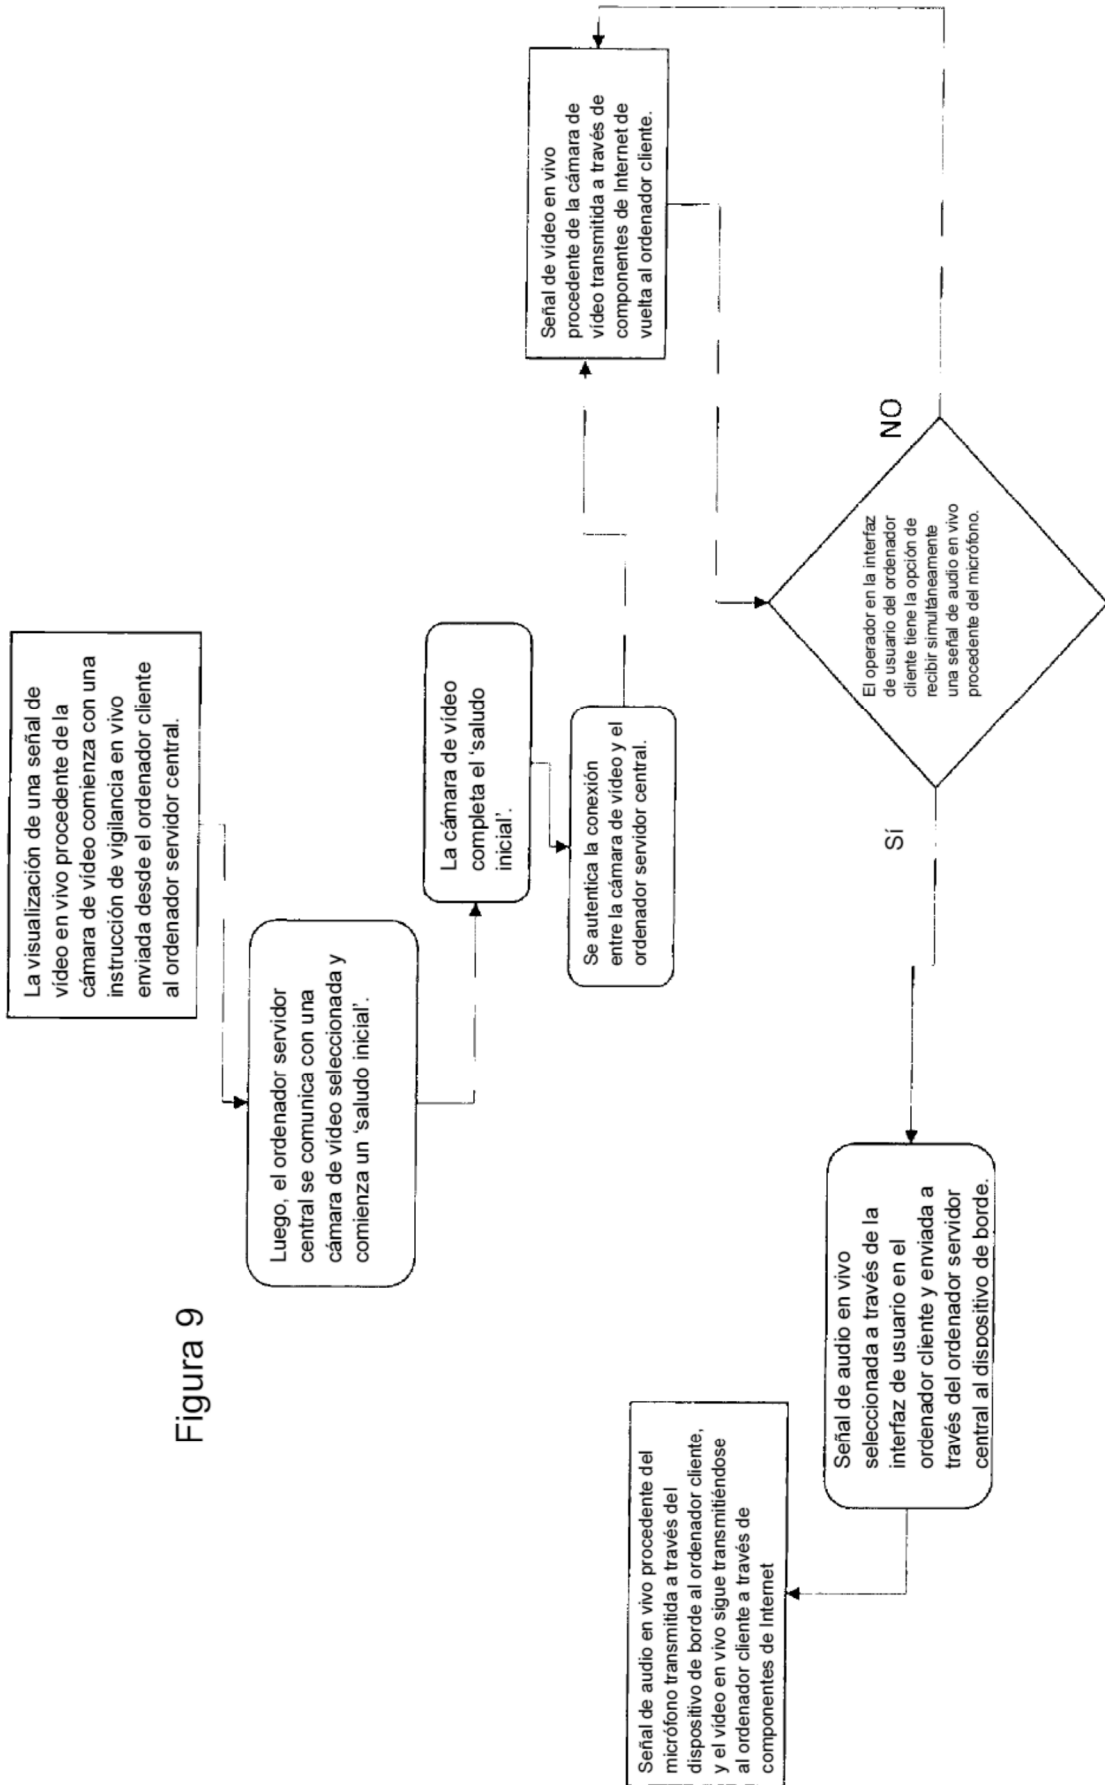 Figura 9
La visualización de una señal de
vídeo en vivo procedente de la
cámara de vídeo comienza con una
instrucción de vigilancia en vivo
enviada desde el ordenador cliente
al ordenador servidor central.
Luego, el ordenador servidor
central se comunica con una
cámara de vídeo seleccionada y
comienza un 'saludo inicial'.
La cámara de vídeo
completa el 'saludo
inicial'.
Se autentica la conexión
entre la cámara de vídeo y el
ordenador servidor central.
Señal de vídeo en vivo
procedente de la cámara de
vídeo transmitida a través de
componentes de Internet de
vuelta al ordenador cliente.
El operador en la interfaz
de usuario del ordenador
cliente tiene la opción de
recibir simultáneamente
una señal de audio en vivo
procedente del micrófono.
NO
Sí
Señal de audio en vivo
seleccionada a través de la
interfaz de usuario en el
ordenador cliente y enviada a
través del ordenador servidor
central al dispositivo de borde.
Señal de audio en vivo procedente del
micrófono transmitida a través del
dispositivo de borde al ordenador cliente,
y el vídeo en vivo sigue transmitiéndose
al ordenador cliente a través de
componentes de Internet